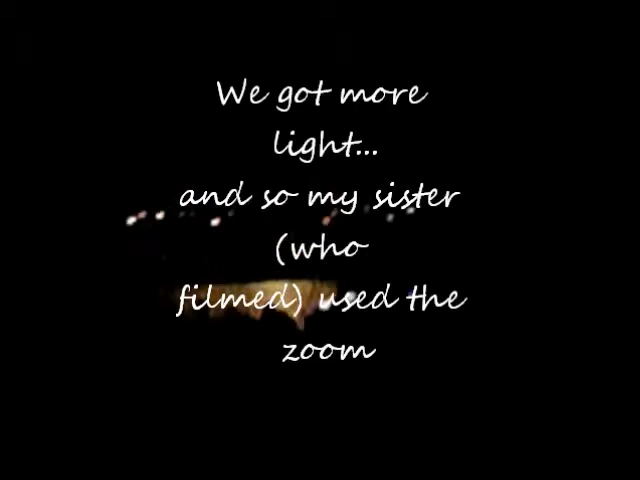 We got more
light...
and so my sister
(who
filmed) used the
zoom